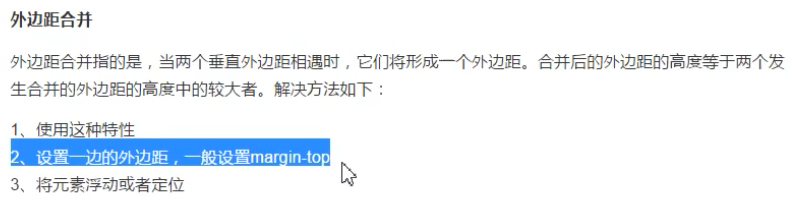 外边距合并
外边距合并指的是，当两个垂直外边距相遇时，它们将形成一个外边距。合并后的外边距的高度等于两个发
生合并的外边距的高度中的较大者。解决方法如下：
1、使用这种特性
2、设置一边的外边距，一般设置margin-top
3、将元素浮动或者定位